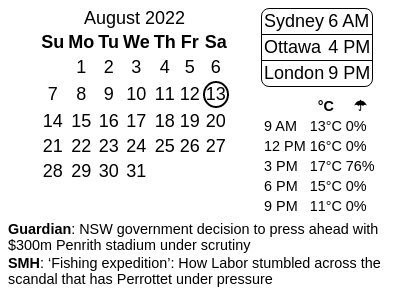 August 2022
Su Mo Tu We Th Fr Sa
1 2 3 4 5 6
7 8 9 10 11 12 13
14 15 16 17 18 19 20
21 22 23 24 25 26 27
28 29 30 31
Sydney 6 AM
Ottawa 4 PM
London 9 PM
°C ☂
9 AM 13°C 0%
12 PM 16°C 0%
3 PM 17°C 76%
6 PM 15°C 0%
9 PM 11°C 0%
Guardian: NSW government decision to press ahead with
$300m Penrith stadium under scrutiny
SMH: ‘Fishing expedition’: How Labor stumbled across the
scandal that has Perrottet under pressure